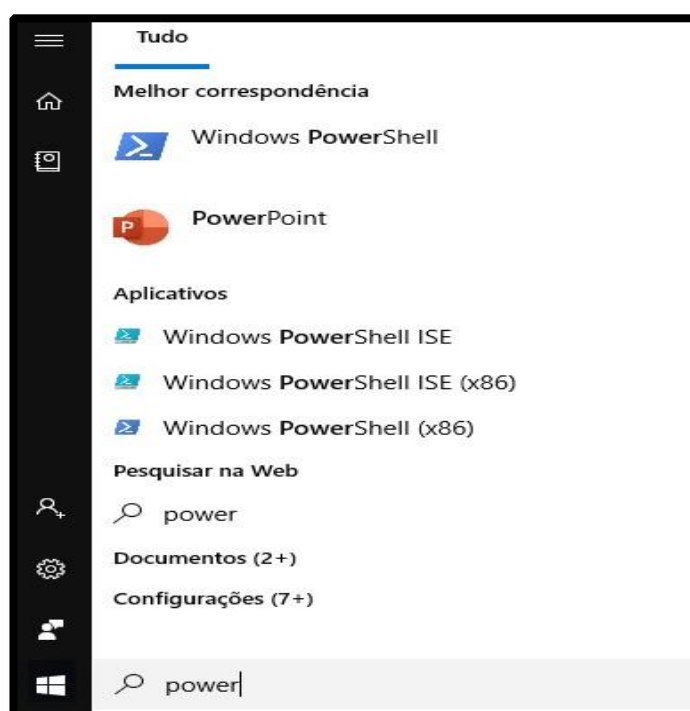 Tudo
Melhor correspondência
Windows PowerShell
P
PowerPoint
Aplicativos
Windows PowerShell ISE
Windows PowerShell ISE (x86)
Windows PowerShell (x86)
Pesquisar na Web
power
Documentos (2+)
Configurações (7+)
power